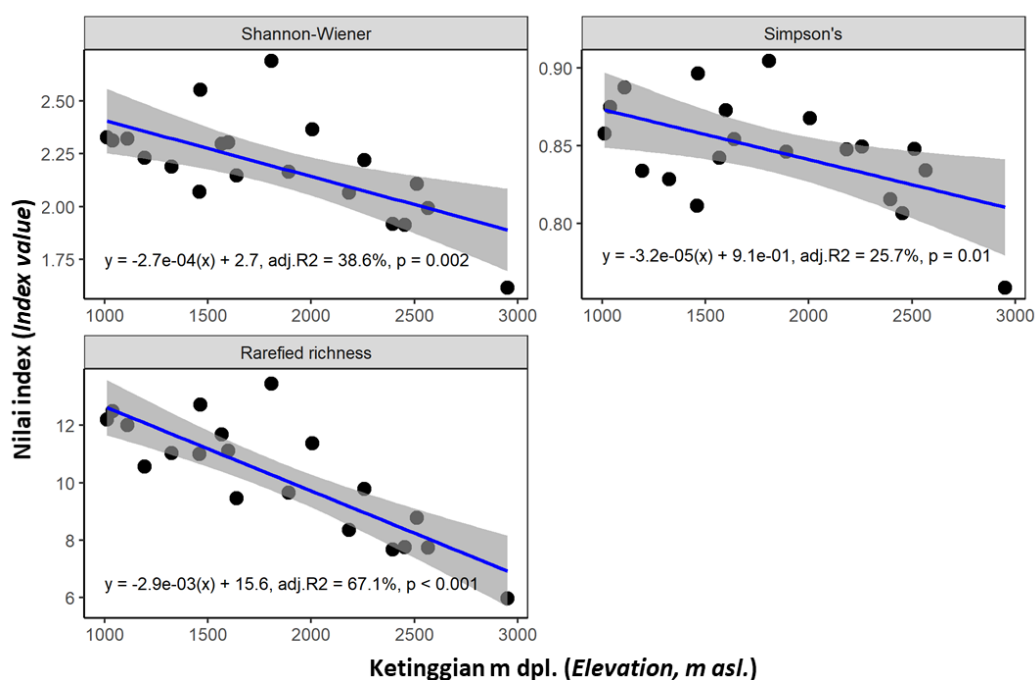 Shannon-Wiener
Simpson's
Nilai index (Index value)
2.50
2.25
2.00
1.75
y = -2.7e-04(x) + 2.7, adj.R2 = 38.6%, p = 0.002
1000 1500 2000 2500 3000
0.90
0.85
0.80
y = -3.2e-05(x) + 9.1e-01, adj.R2 = 25.7%, p = 0.01
1000 1500 2000 2500 3000
Rarefied richness
12
10
8
6
y = -2.9e-03(x) + 15.6, adj.R2 = 67.1%, p < 0.001
1000 1500 2000 2500 3000
Ketinggian m dpl. (Elevation, m asl.)